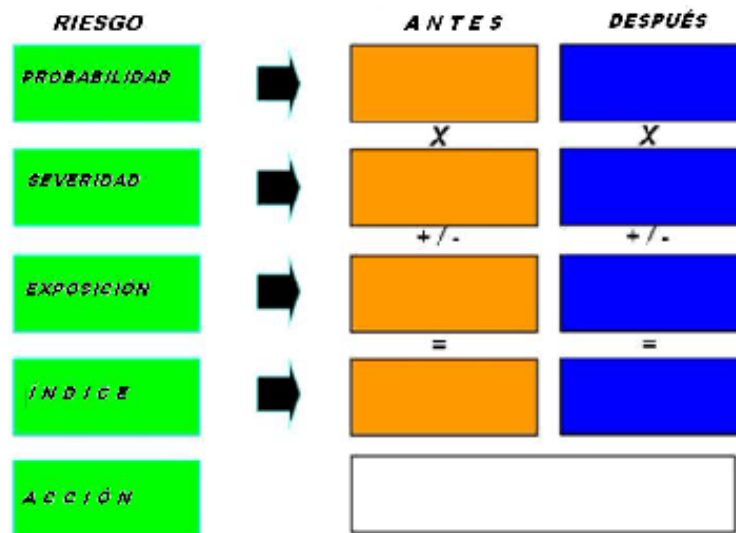 RIESGO ANTES DESPUÉS
PROBABILIDAD
X X
SEVERIDAD
+/- +/-
EXPOSICIÓN
= =
ÍNDICE
ACCIÓN